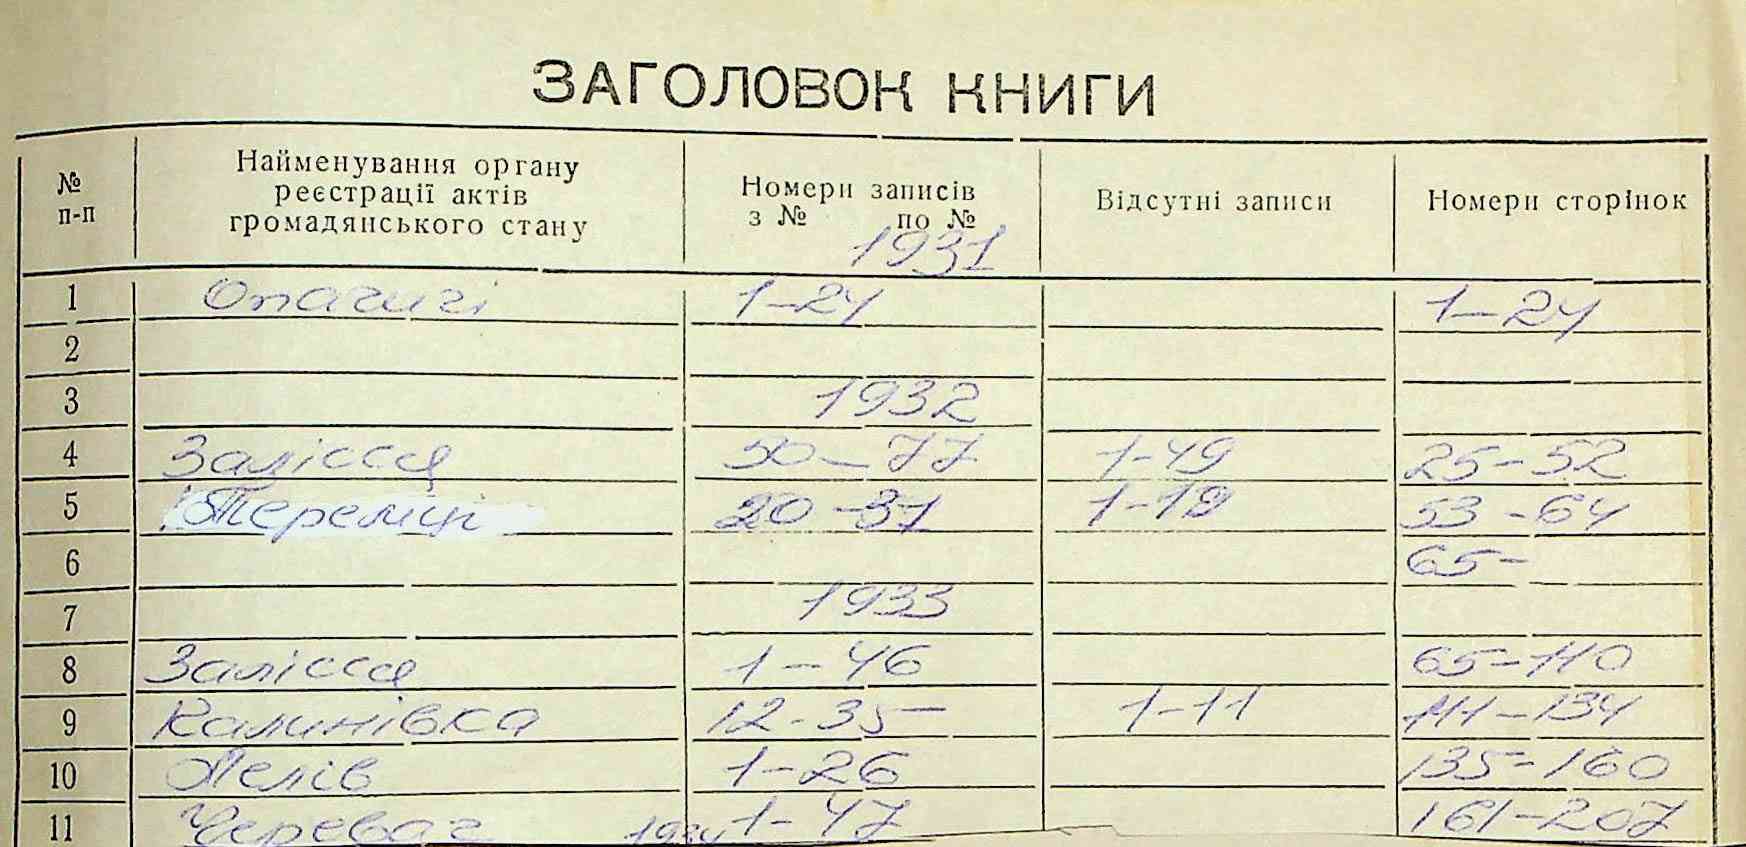 ЗАГОЛОВОК КНИГИ
№ п-п Найменування органу реєстрації актів громадянського стану Номери записів з № по № Відсутні записи Номери сторінок
1931
1 Опачичі 1-24 1-24
2
3 1932
4 Залісся 50-77 1-49 25-52
5 Теремці 20-31 1-19 53-64
6 65-
7 1933
8 Залісся 1-46 65-110
9 Калинівка 12-35 1-11 111-134
10 Лелів 1-26 135-160
11 Черевач 1-47 161-207